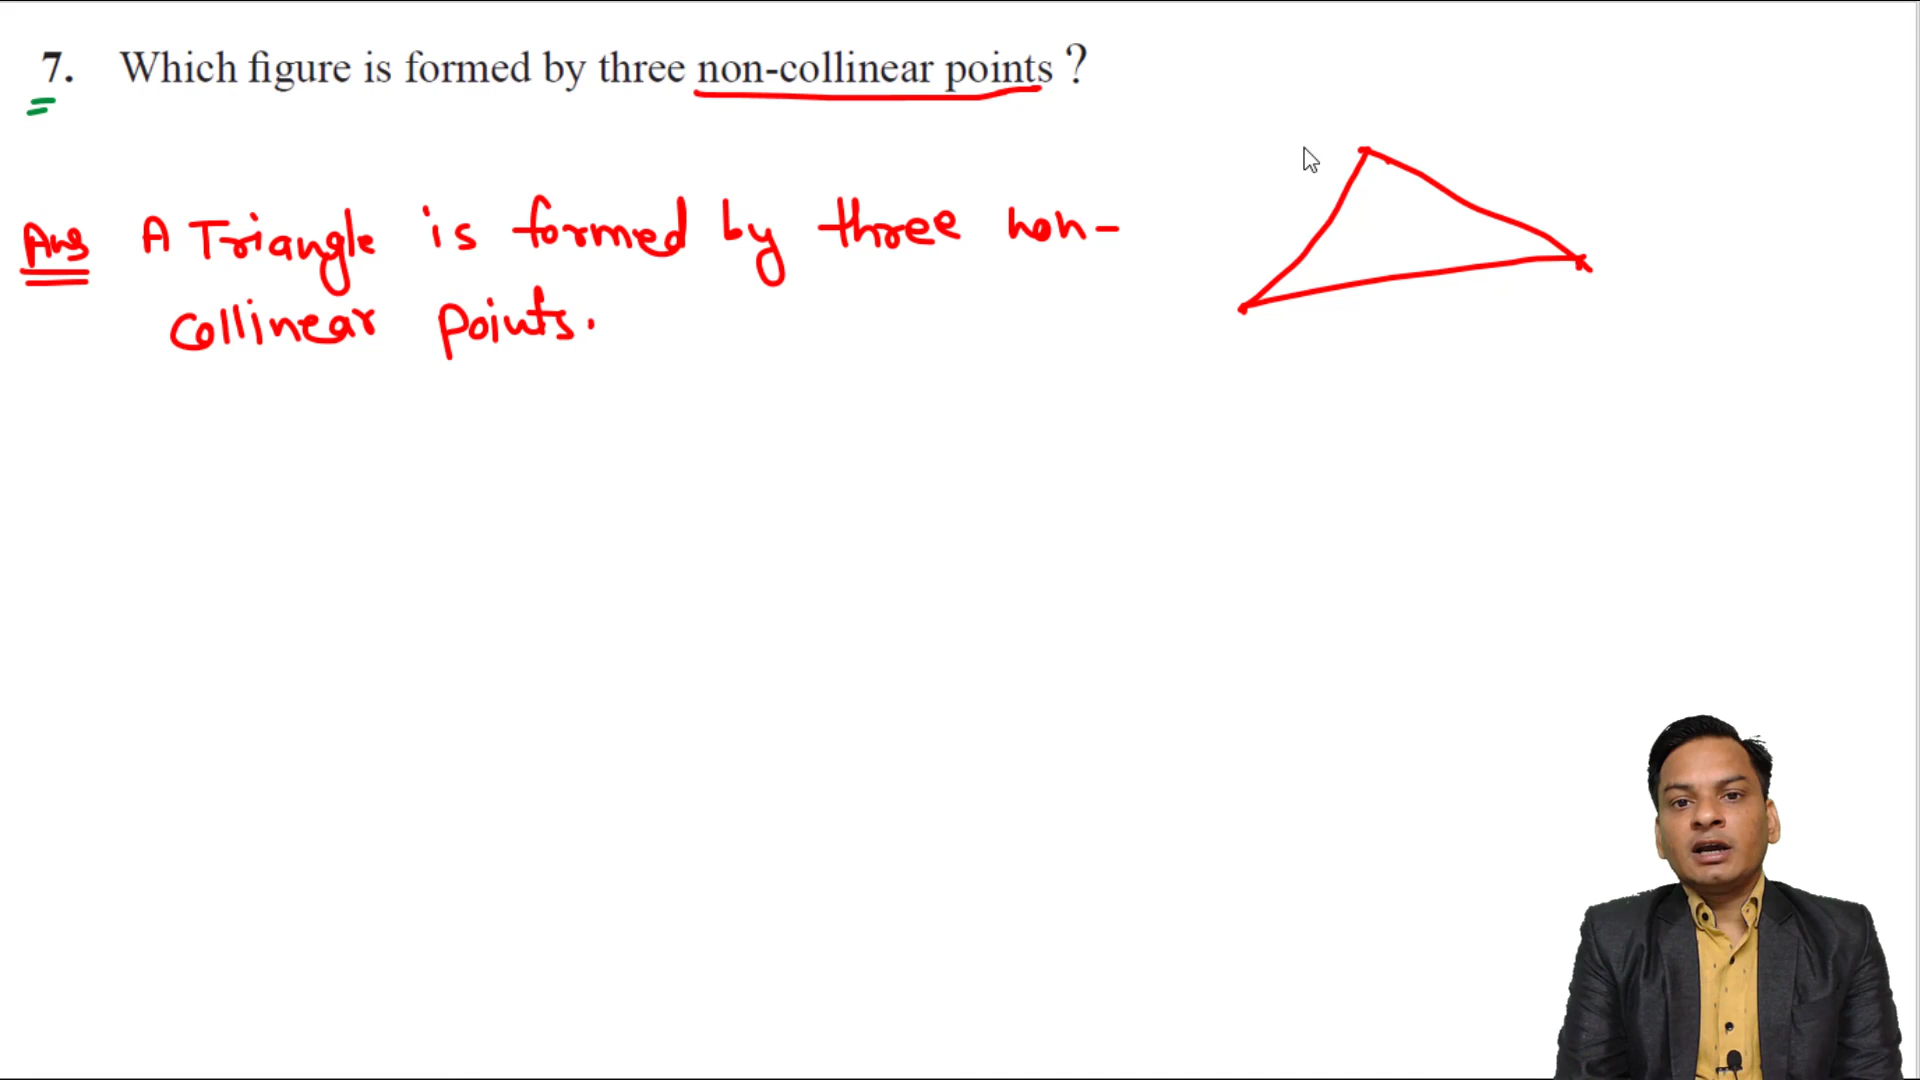 7. Which figure is formed by three non-collinear points ?
Ans A Triangle is formed by three non-
collinear points.